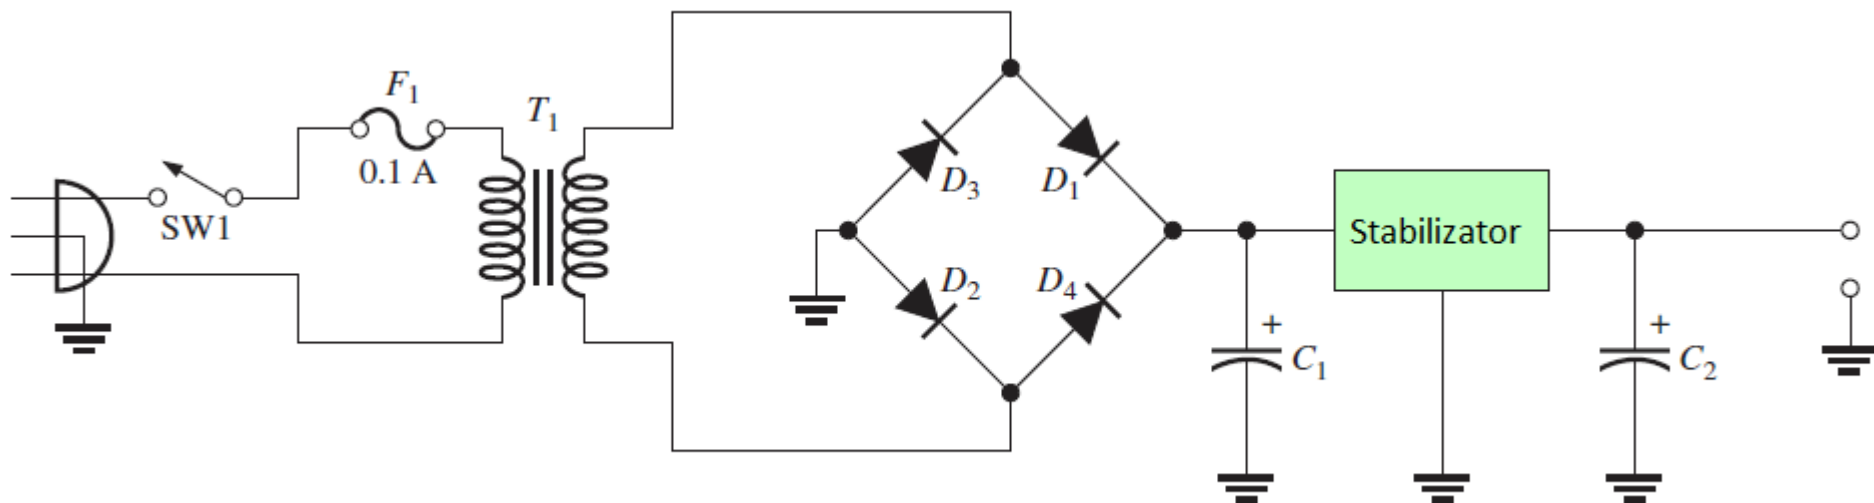 F1
T1
0.1 A
SW1
D3
D1
Stabilizator
D2
D4
+
C1
+
C2